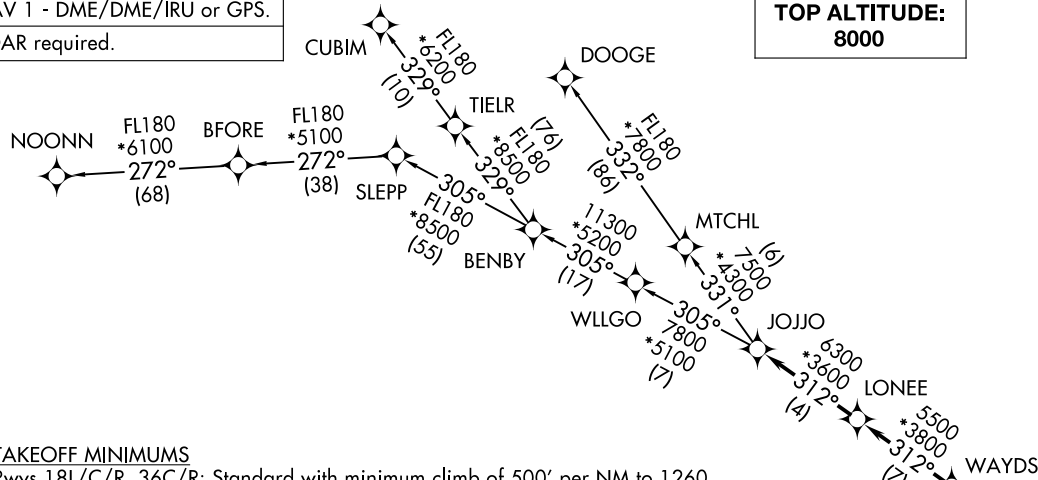 - DME/DME/IRU or GPS.
required.
TOP ALTITUDE:
8000
CUBIM
FL180
*6200
329°
(10)
DOOGE
TIELR
(76)
FL180
*8500
329°
FL180
*7800
332°
(86)
NOONN
FL180
*6100
272°
(68)
BFORE
FL180
*5100
272°
(38)
SLEPP
305°
FL180
*8500
(55)
BENBY
11300
*5200
305°
(17)
MTCHL
(6)
7500
*4300
331°
WLLGO
305°
7800
*5100
(7)
JOJJO
6300
*3600
312°
(4)
LONEE
5500
*3800
312°
(7)
WAYDS
TAKEOFF MINIMUMS
Rwys 18L/C/R, 36C/R: Standard with minimum climb of 500' per NM to 1260.